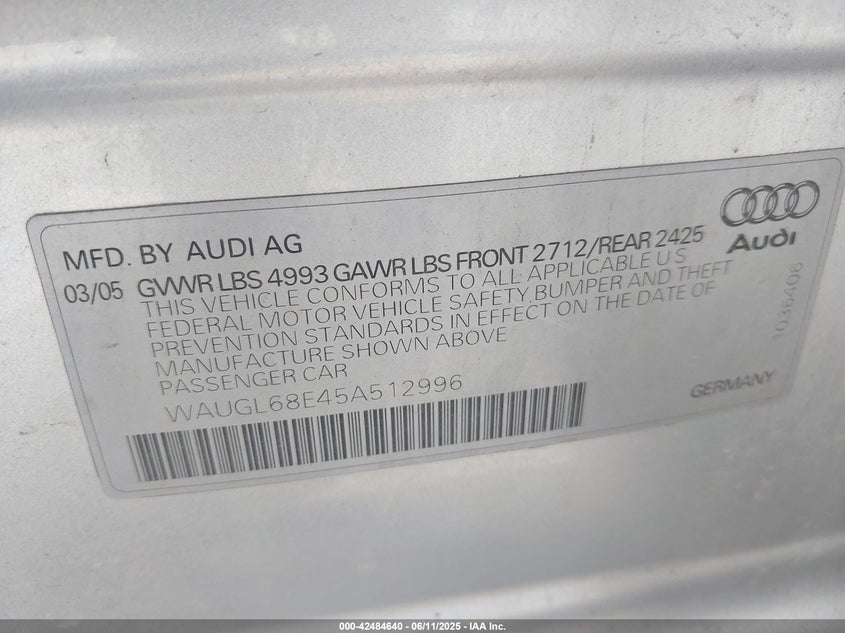 Audi
MFD. BY AUDI AG
03/05 GVWR LBS 4993 GAWR LBS FRONT 2712/REAR 2425
THIS VEHICLE CONFORMS TO ALL APPLICABLE U S
FEDERAL MOTOR VEHICLE SAFETY, BUMPER AND THEFT
PREVENTION STANDARDS IN EFFECT ON THE DATE OF
MANUFACTURE SHOWN ABOVE
PASSENGER CAR
WAUGL68E45A512996
1036406
GERMANY
000-42484640 - 06/11/2025 - IAA Inc.